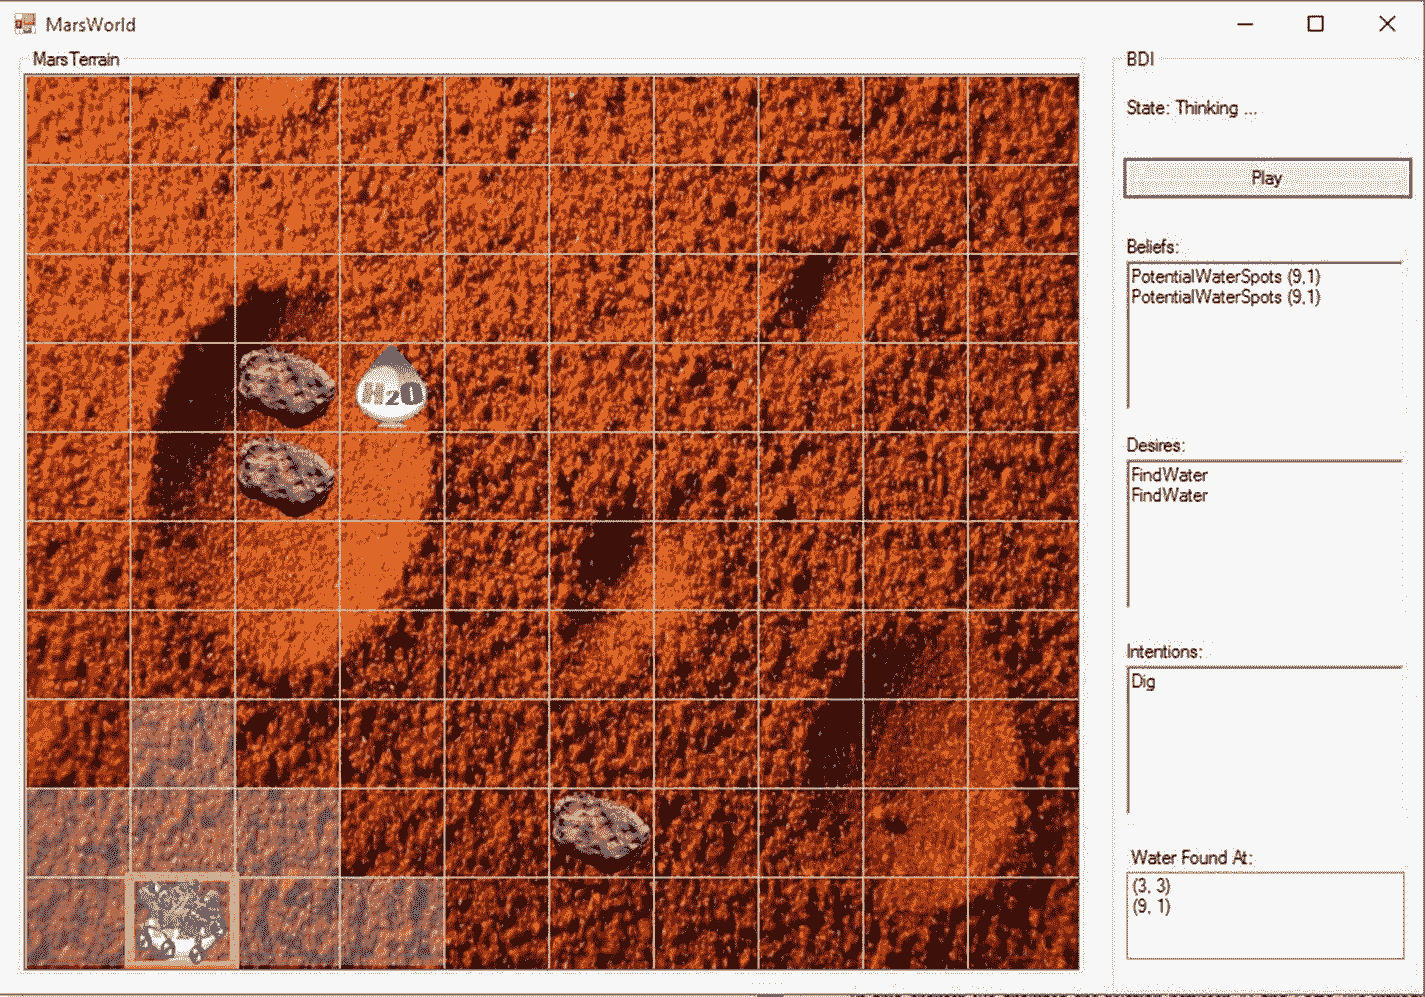 MarsWorld
MarsTerrain
H2O
BDI
State: Thinking ...
Play
Beliefs:
PotentialWaterSpots (9,1)
PotentialWaterSpots (9,1)
Desires:
FindWater
FindWater
Intentions:
Dig
Water Found At:
(3, 3)
(9, 1)